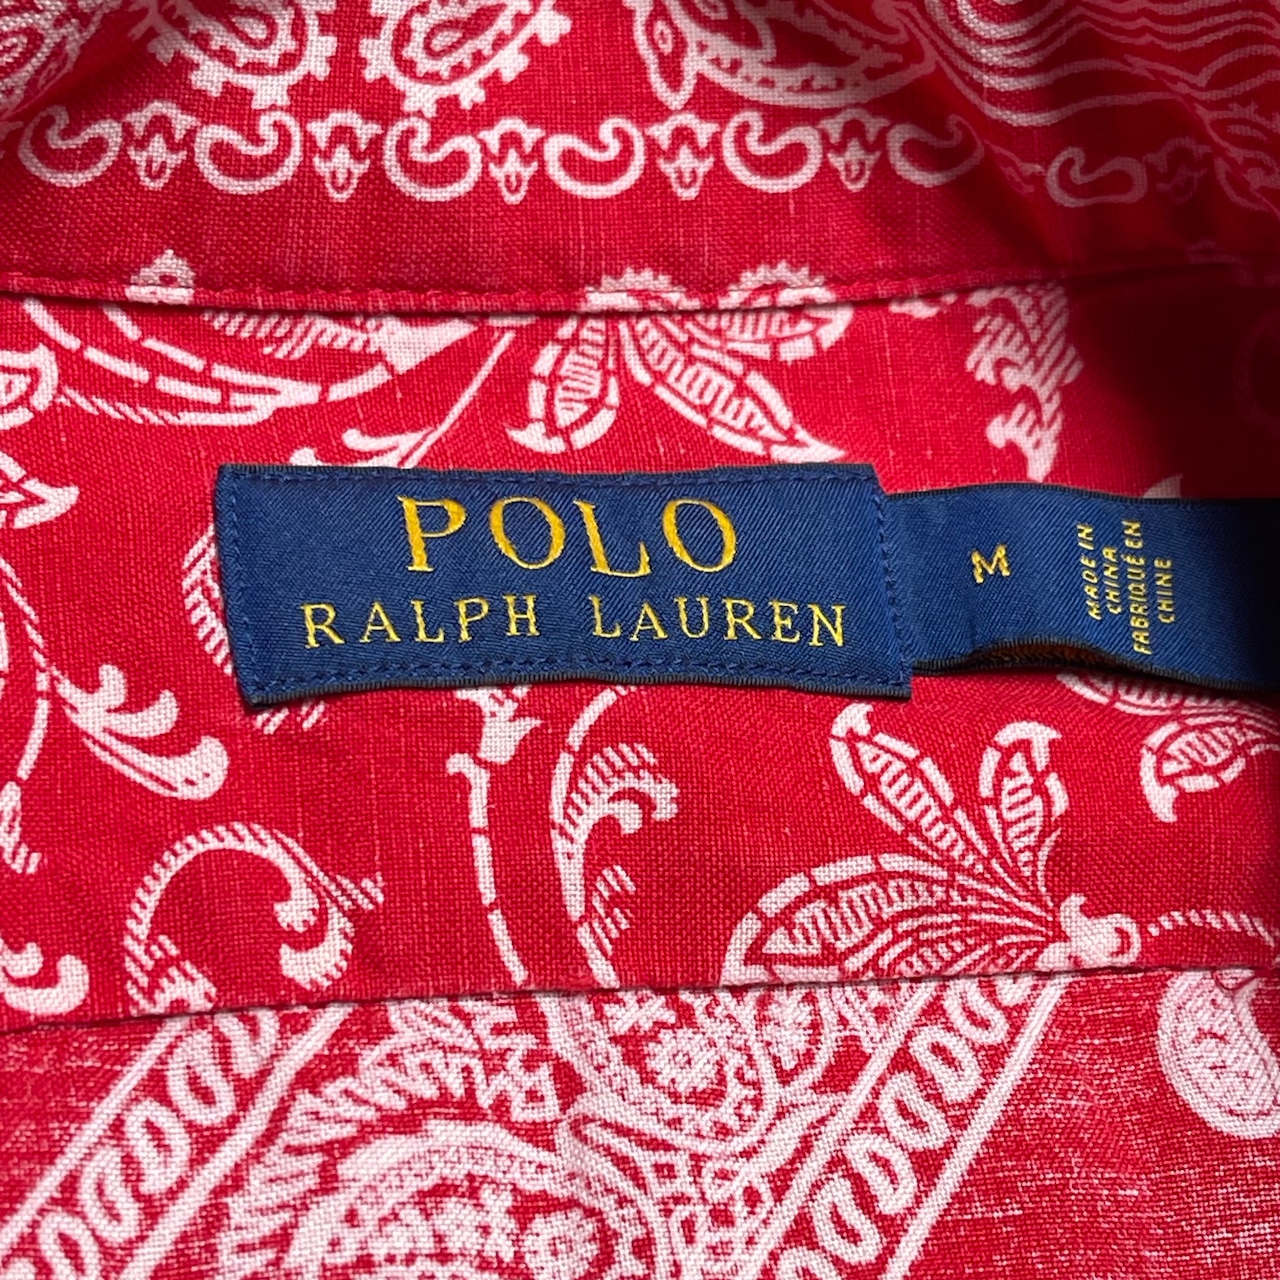 POLO
RALPH LAUREN
M
MADE IN
CHINA
FABRIQUÉ EN
CHINE